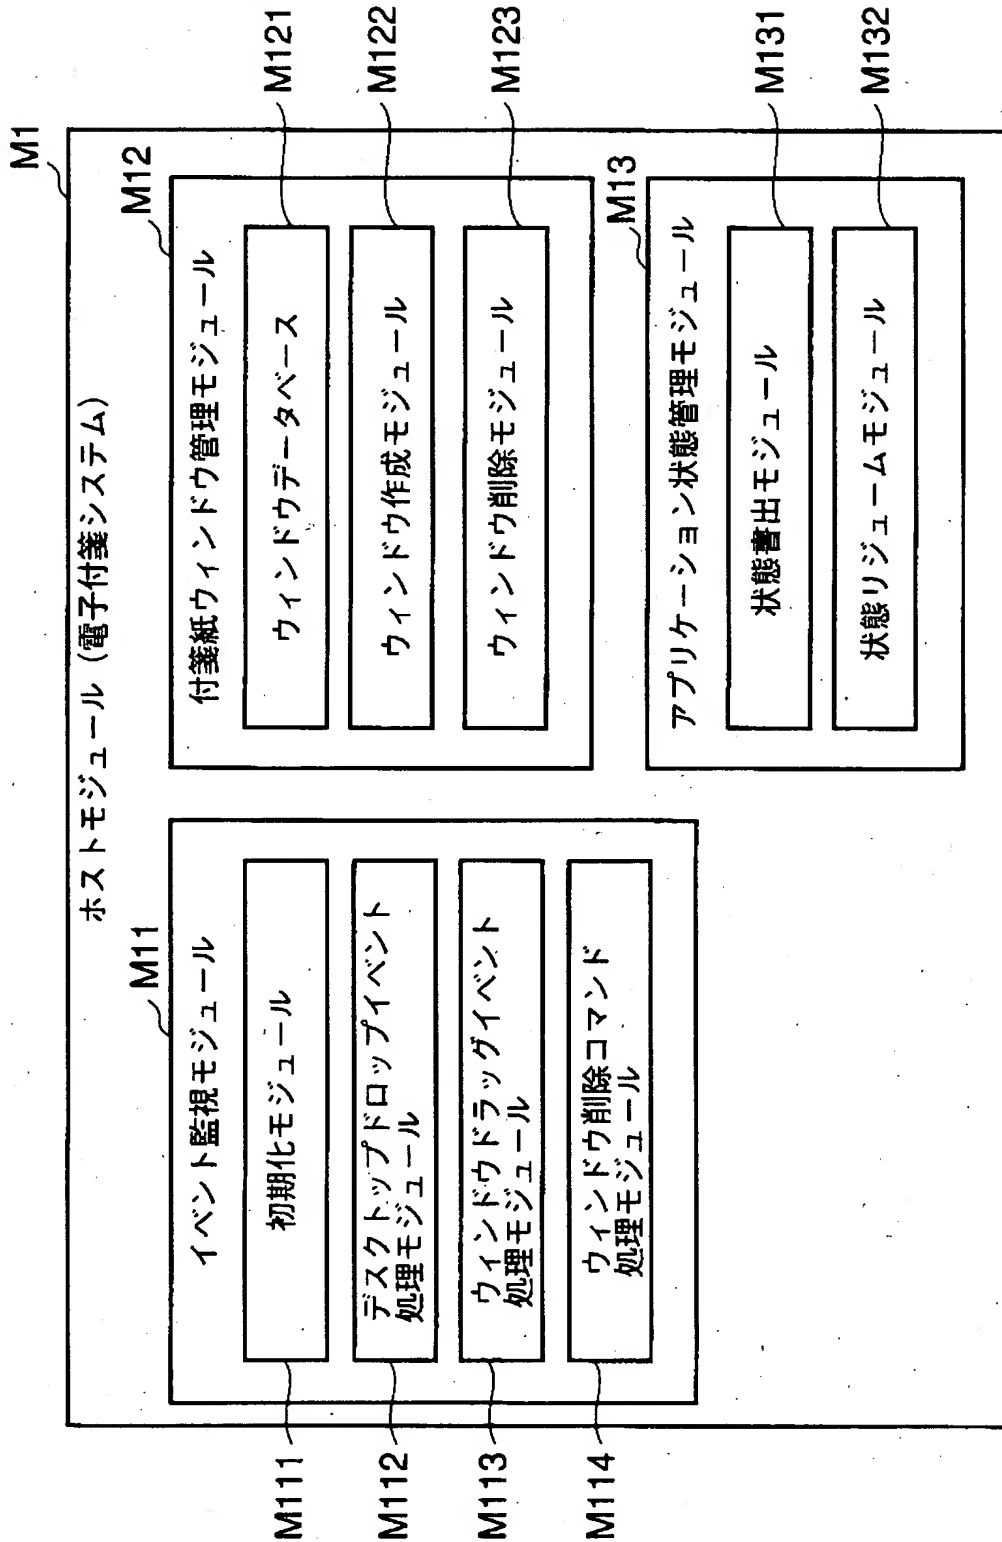 M1
ホストモジュール (電子付箋システム)
M11
イベント監視モジュール
M111
初期化モジュール
M112
デスクトップドロップイベント
処理モジュール
M113
ウィンドウドラッグイベント
処理モジュール
M114
ウィンドウ削除コマンド
処理モジュール
M12
付箋紙ウィンドウ管理モジュール
ウィンドウデータベース
M121
ウィンドウ作成モジュール
M122
ウィンドウ削除モジュール
M123
M13
アプリケーション状態管理モジュール
状態書出モジュール
M131
状態リジュームモジュール
M132